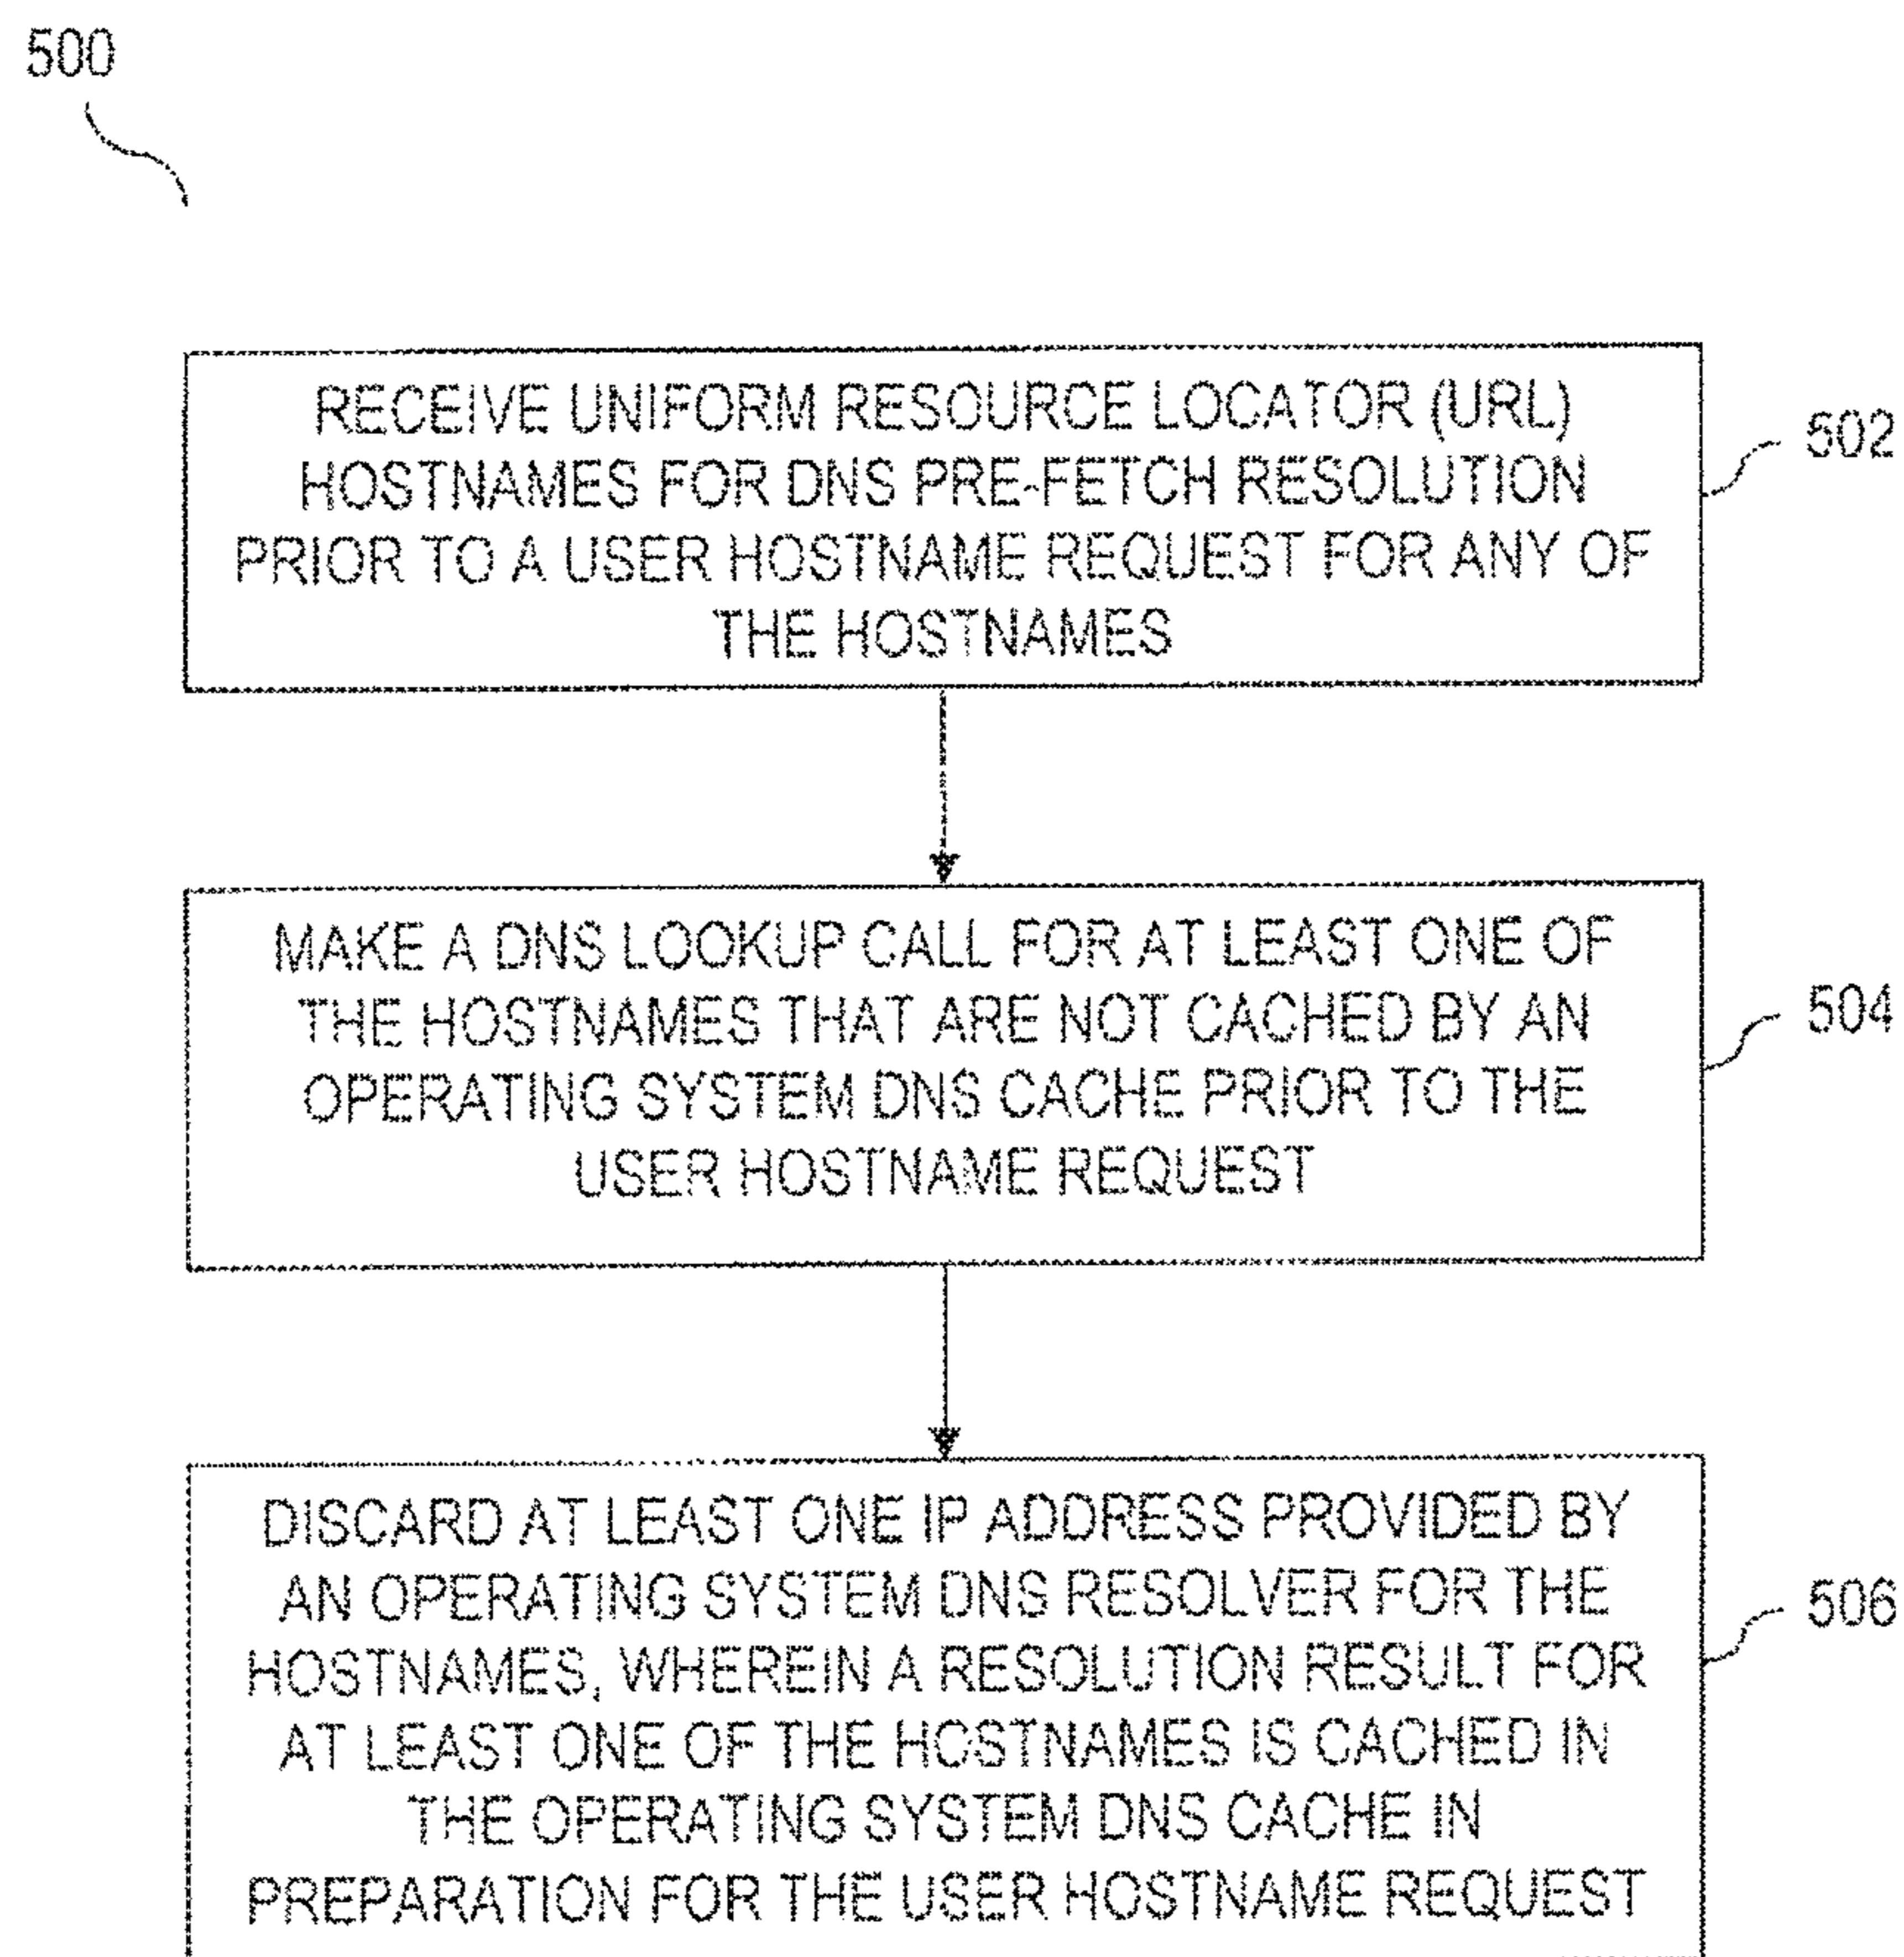 500
RECEIVE UNIFORM RESOURCE LOCATOR (URL)
HOSTNAMES FOR DNS PRE-FETCH RESOLUTION
PRIOR TO A USER HOSTNAME REQUEST FOR ANY OF
THE HOSTNAMES
502
MAKE A DNS LOOKUP CALL FOR AT LEAST ONE OF
THE HOSTNAMES THAT ARE NOT CACHED BY AN
OPERATING SYSTEM DNS CACHE PRIOR TO THE
USER HOSTNAME REQUEST
504
DISCARD AT LEAST ONE IP ADDRESS PROVIDED BY
AN OPERATING SYSTEM DNS RESOLVER FOR THE
HOSTNAMES, WHEREIN A RESOLUTION RESULT FOR
AT LEAST ONE OF THE HOSTNAMES IS CACHED IN
THE OPERATING SYSTEM DNS CACHE IN
PREPARATION FOR THE USER HOSTNAME REQUEST
506